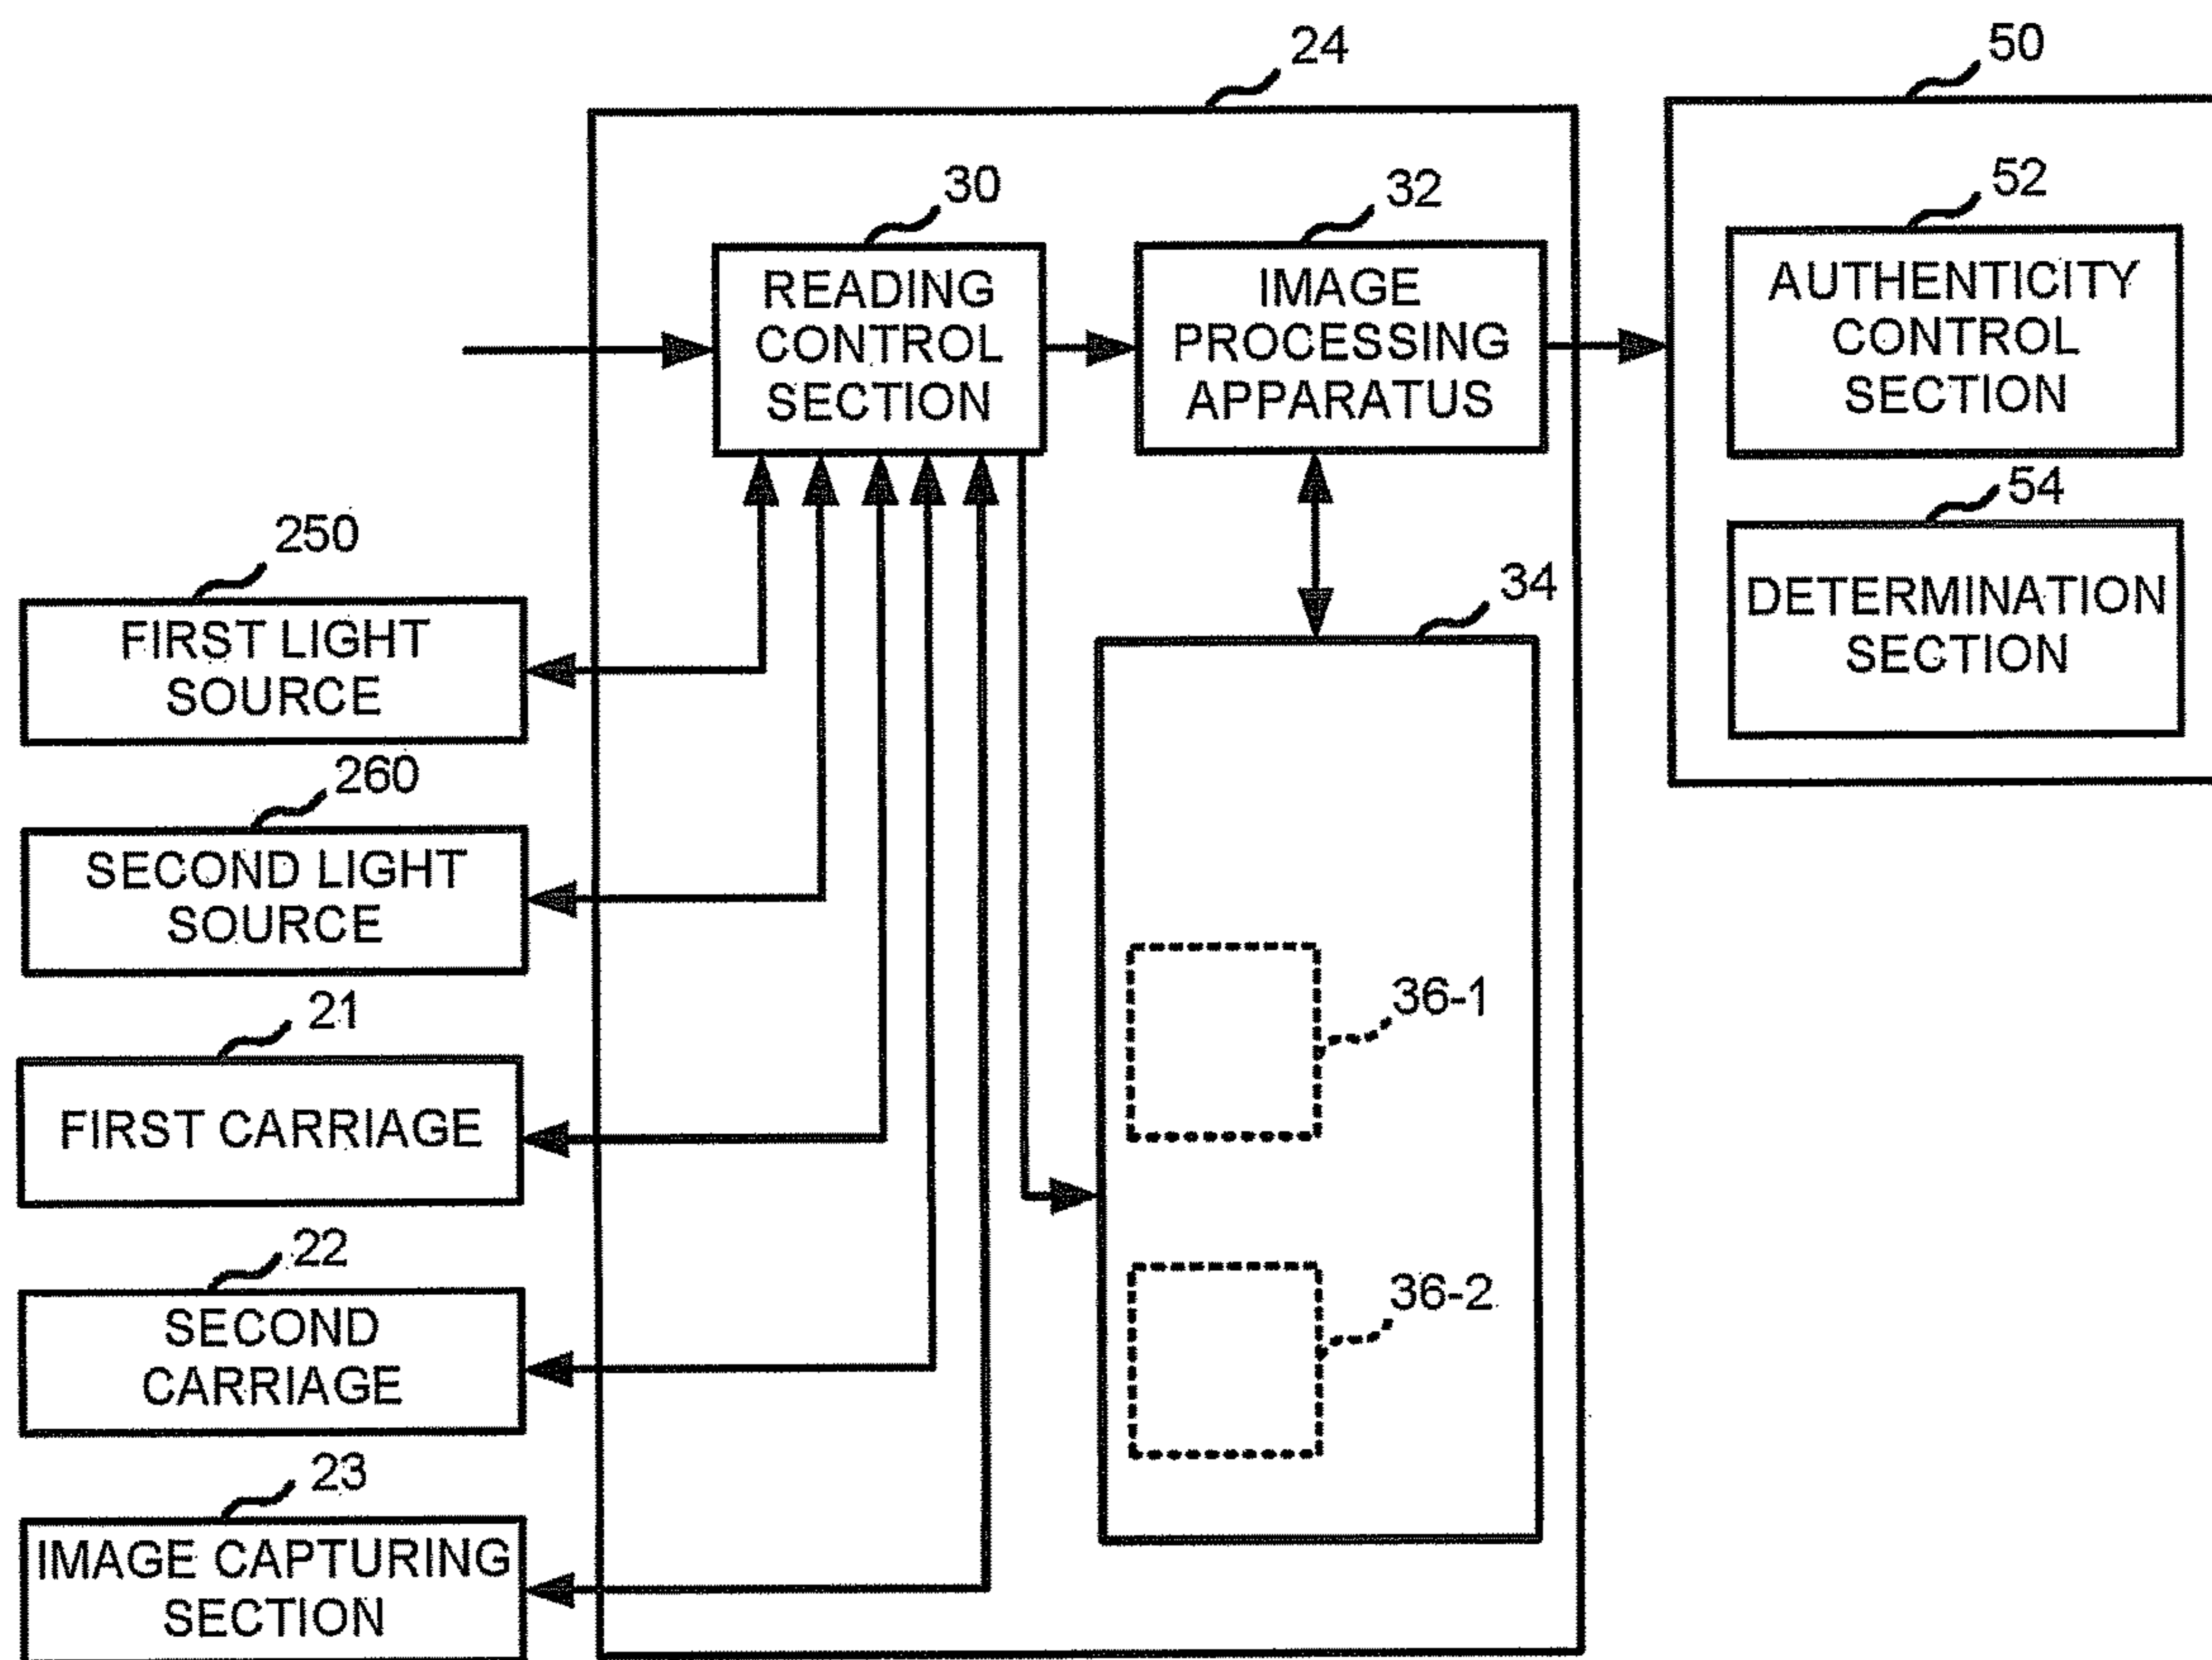 24
50
30
READING
CONTROL
SECTION
32
IMAGE
PROCESSING
APPARATUS
52
AUTHENTICITY
CONTROL
SECTION
54
DETERMINATION
SECTION
34
36-1
36-2
250
FIRST LIGHT
SOURCE
260
SECOND LIGHT
SOURCE
21
FIRST CARRIAGE
22
SECOND
CARRIAGE
23
IMAGE CAPTURING
SECTION